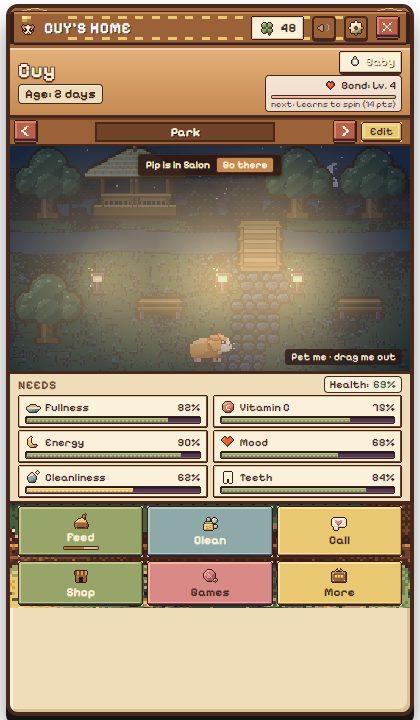 GUY'S HOME
48
Guy
Baby
Age: 2 days
Bond: Lv. 4
next: Learns to spin (14 pts)
Park
Edit
Pip is in Salon
Go there
Pet me · drag me out
NEEDS
Health: 69%
Fullness 88%
Vitamin C 78%
Energy 90%
Mood 68%
Cleanliness 68%
Teeth 84%
Feed
Clean
Call
Shop
Games
More